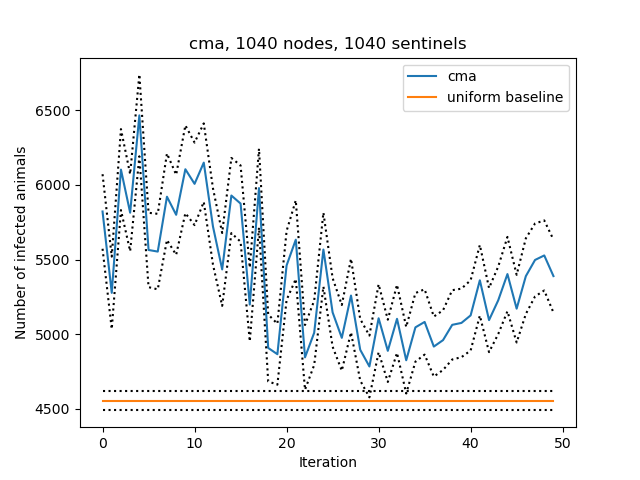 cma, 1040 nodes, 1040 sentinels
cma
uniform baseline
Number of infected animals
6500
6000
5500
5000
4500
0 10 20 30 40 50
Iteration